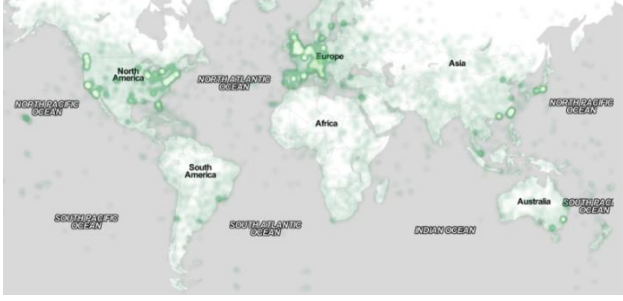 North
America
Europe
Asia
NORTH ATLANTIC
OCEAN
NORTH PACIFIC
OCEAN
NORTH PACIFIC
OCEAN
Africa
South
America
Australia
SOUTH PACIFIC
OCEAN
SOUTH ATLANTIC
OCEAN
INDIAN OCEAN
SOUTH PACI
OCEAN